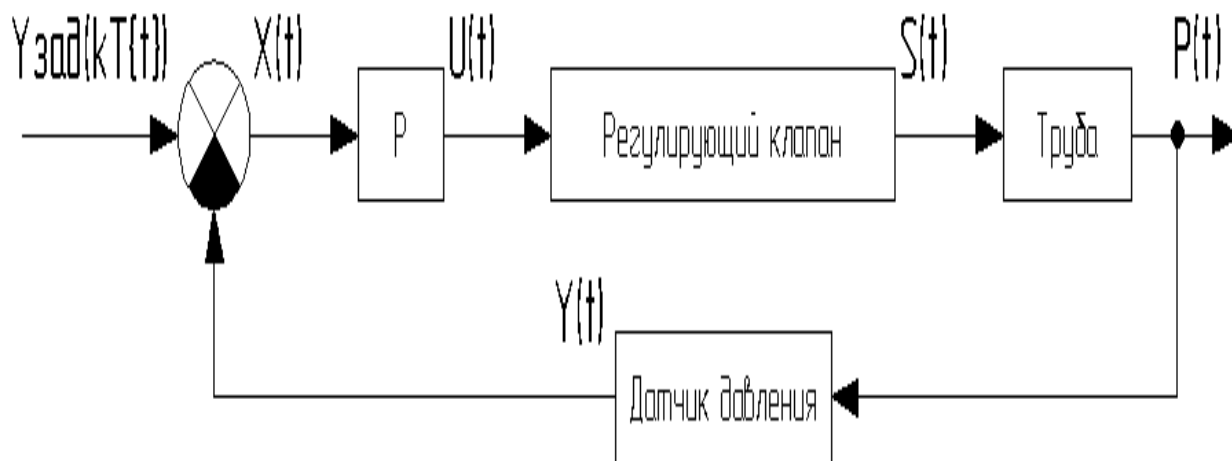 Yзад(kT{t})
X(t)
U(t)
S(t)
P(t)
Р
Регулирующий клапан
Труба
Y(t)
Датчик давления